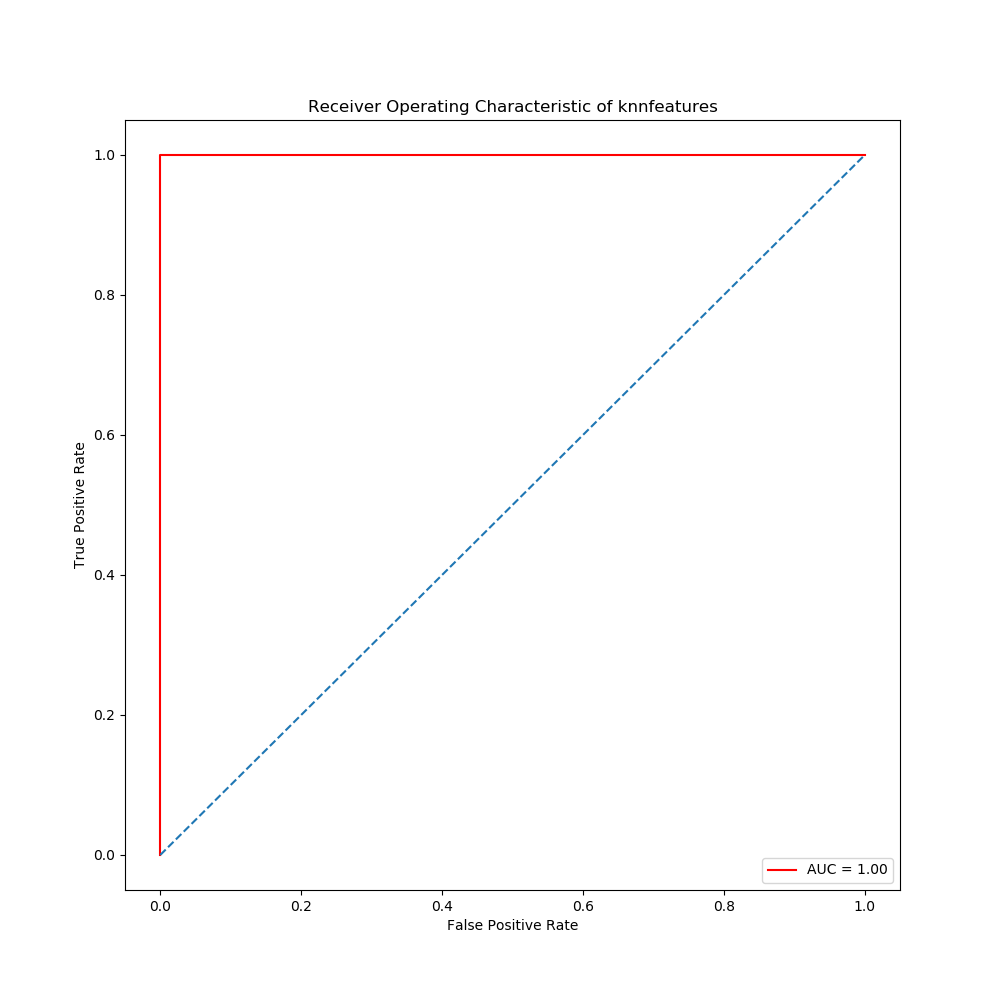 Receiver Operating Characteristic of knnfeatures
1.0
0.8
0.6
0.4
0.2
0.0
True Positive Rate
0.0 0.2 0.4 0.6 0.8 1.0
False Positive Rate
AUC = 1.00